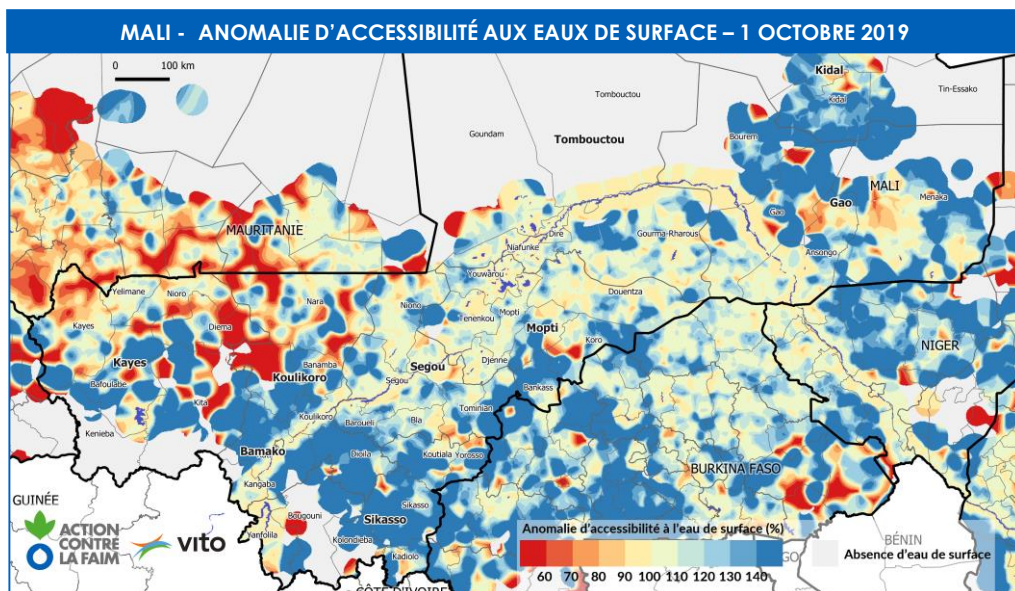 MALI - ANOMALIE D'ACCESSIBILITÉ AUX EAUX DE SURFACE – 1 OCTOBRE 2019
0 100 km
Kidal
Kidal
Tin-Essako
Tombouctou
Goundam
Tombouctou
Bourem
MALI
Gao
Menaka
Gao
MAURITANIE
Diré
Gourma-Rharous
Niafunke
Ansongo
Youwarou
Yelimane
Nioro
Nara
Niono
Douentza
Tenenkou
Mopti
Kayes
Diema
Mopti
Koro
NIGER
Kayes
Banamba
Segou
Djenne
Koulikoro
Bafoulabe
Segou
Bankass
Kita
Tominian
Koulikoro
Baroueli
Bla
Kenieba
Bamako
Dioila
Koutiala
Yorosso
BURKINA FASO
Kangaba
Sikasso
GUINÉE
Bougouni
Sikasso
Yanfolila
Kolondieba
Kadiolo
ACTION
CONTRE
LA FAIM
vito
Anomalie d'accessibilité à l'eau de surface (%)
60 70 80 90 100 110 120 130 140
BÉNIN
Absence d'eau de surface
GO
CÔTE D'IVOIRE